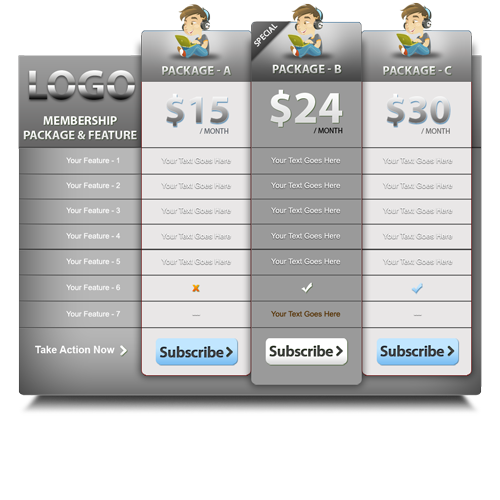 SPECIAL
PACKAGE - A
PACKAGE - B
PACKAGE - C
LOGO
MEMBERSHIP
PACKAGE & FEATURE
$15
/ MONTH
$24
/ MONTH
$30
/ MONTH
Your Feature - 1 Your Text Goes Here Your Text Goes Here Your Text Goes Here
Your Feature - 2 Your Text Goes Here Your Text Goes Here Your Text Goes Here
Your Feature - 3 Your Text Goes Here Your Text Goes Here Your Text Goes Here
Your Feature - 4 Your Text Goes Here Your Text Goes Here Your Text Goes Here
Your Feature - 5 Your Text Goes Here Your Text Goes Here Your Text Goes Here
Your Feature - 6
Your Feature - 7 — Your Text Goes Here —
Take Action Now Subscribe Subscribe Subscribe